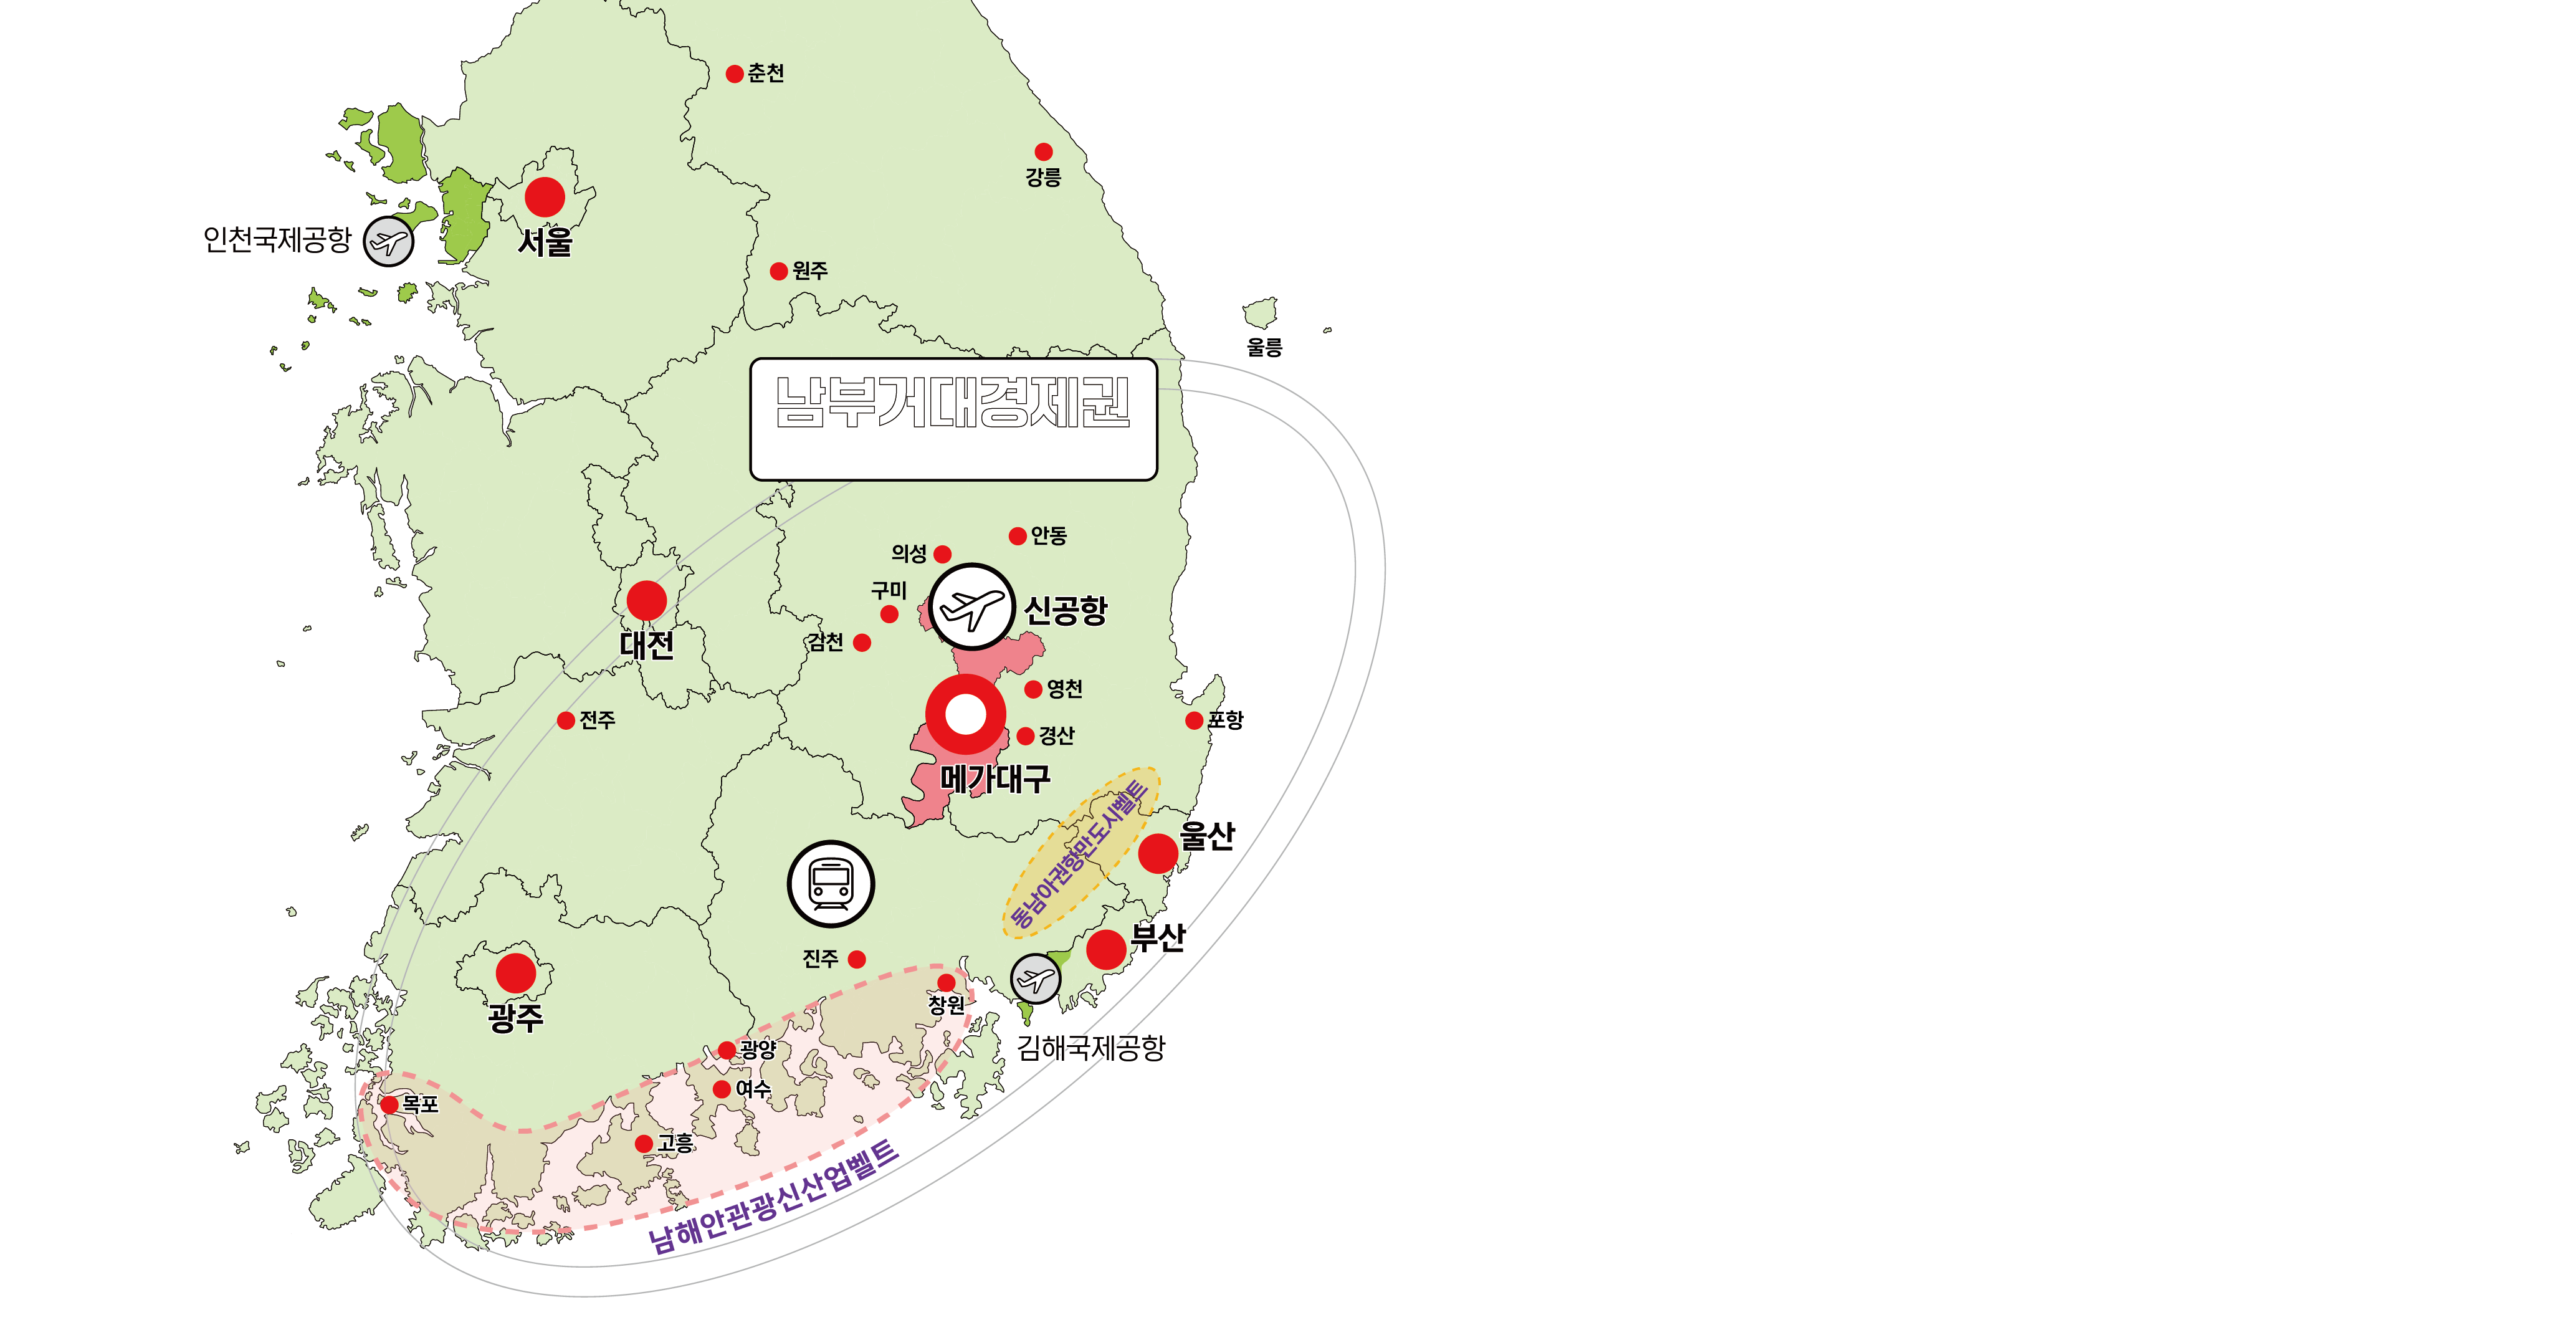 춘천
강릉
인천국제공항
서울
원주
울릉
남부거대경제권
안동
의성
구미
신공항
김천
대전
영천
전주
포항
경산
메가대구
동남아권항만도시벨트
울산
부산
진주
창원
광주
김해국제공항
광양
여수
목포
고흥
남해안관광신산업벨트